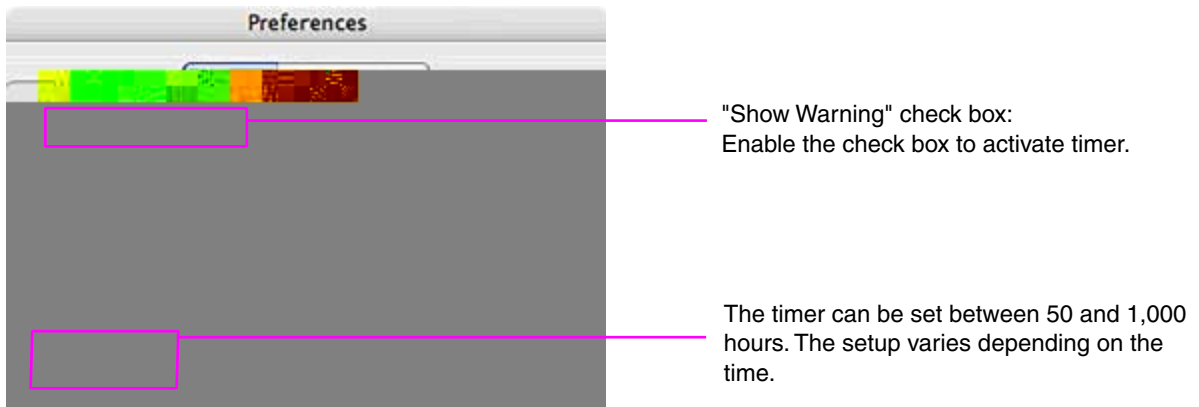 Preferences
"Show Warning" check box:
Enable the check box to activate timer.
The timer can be set between 50 and 1,000
hours. The setup varies depending on the
time.